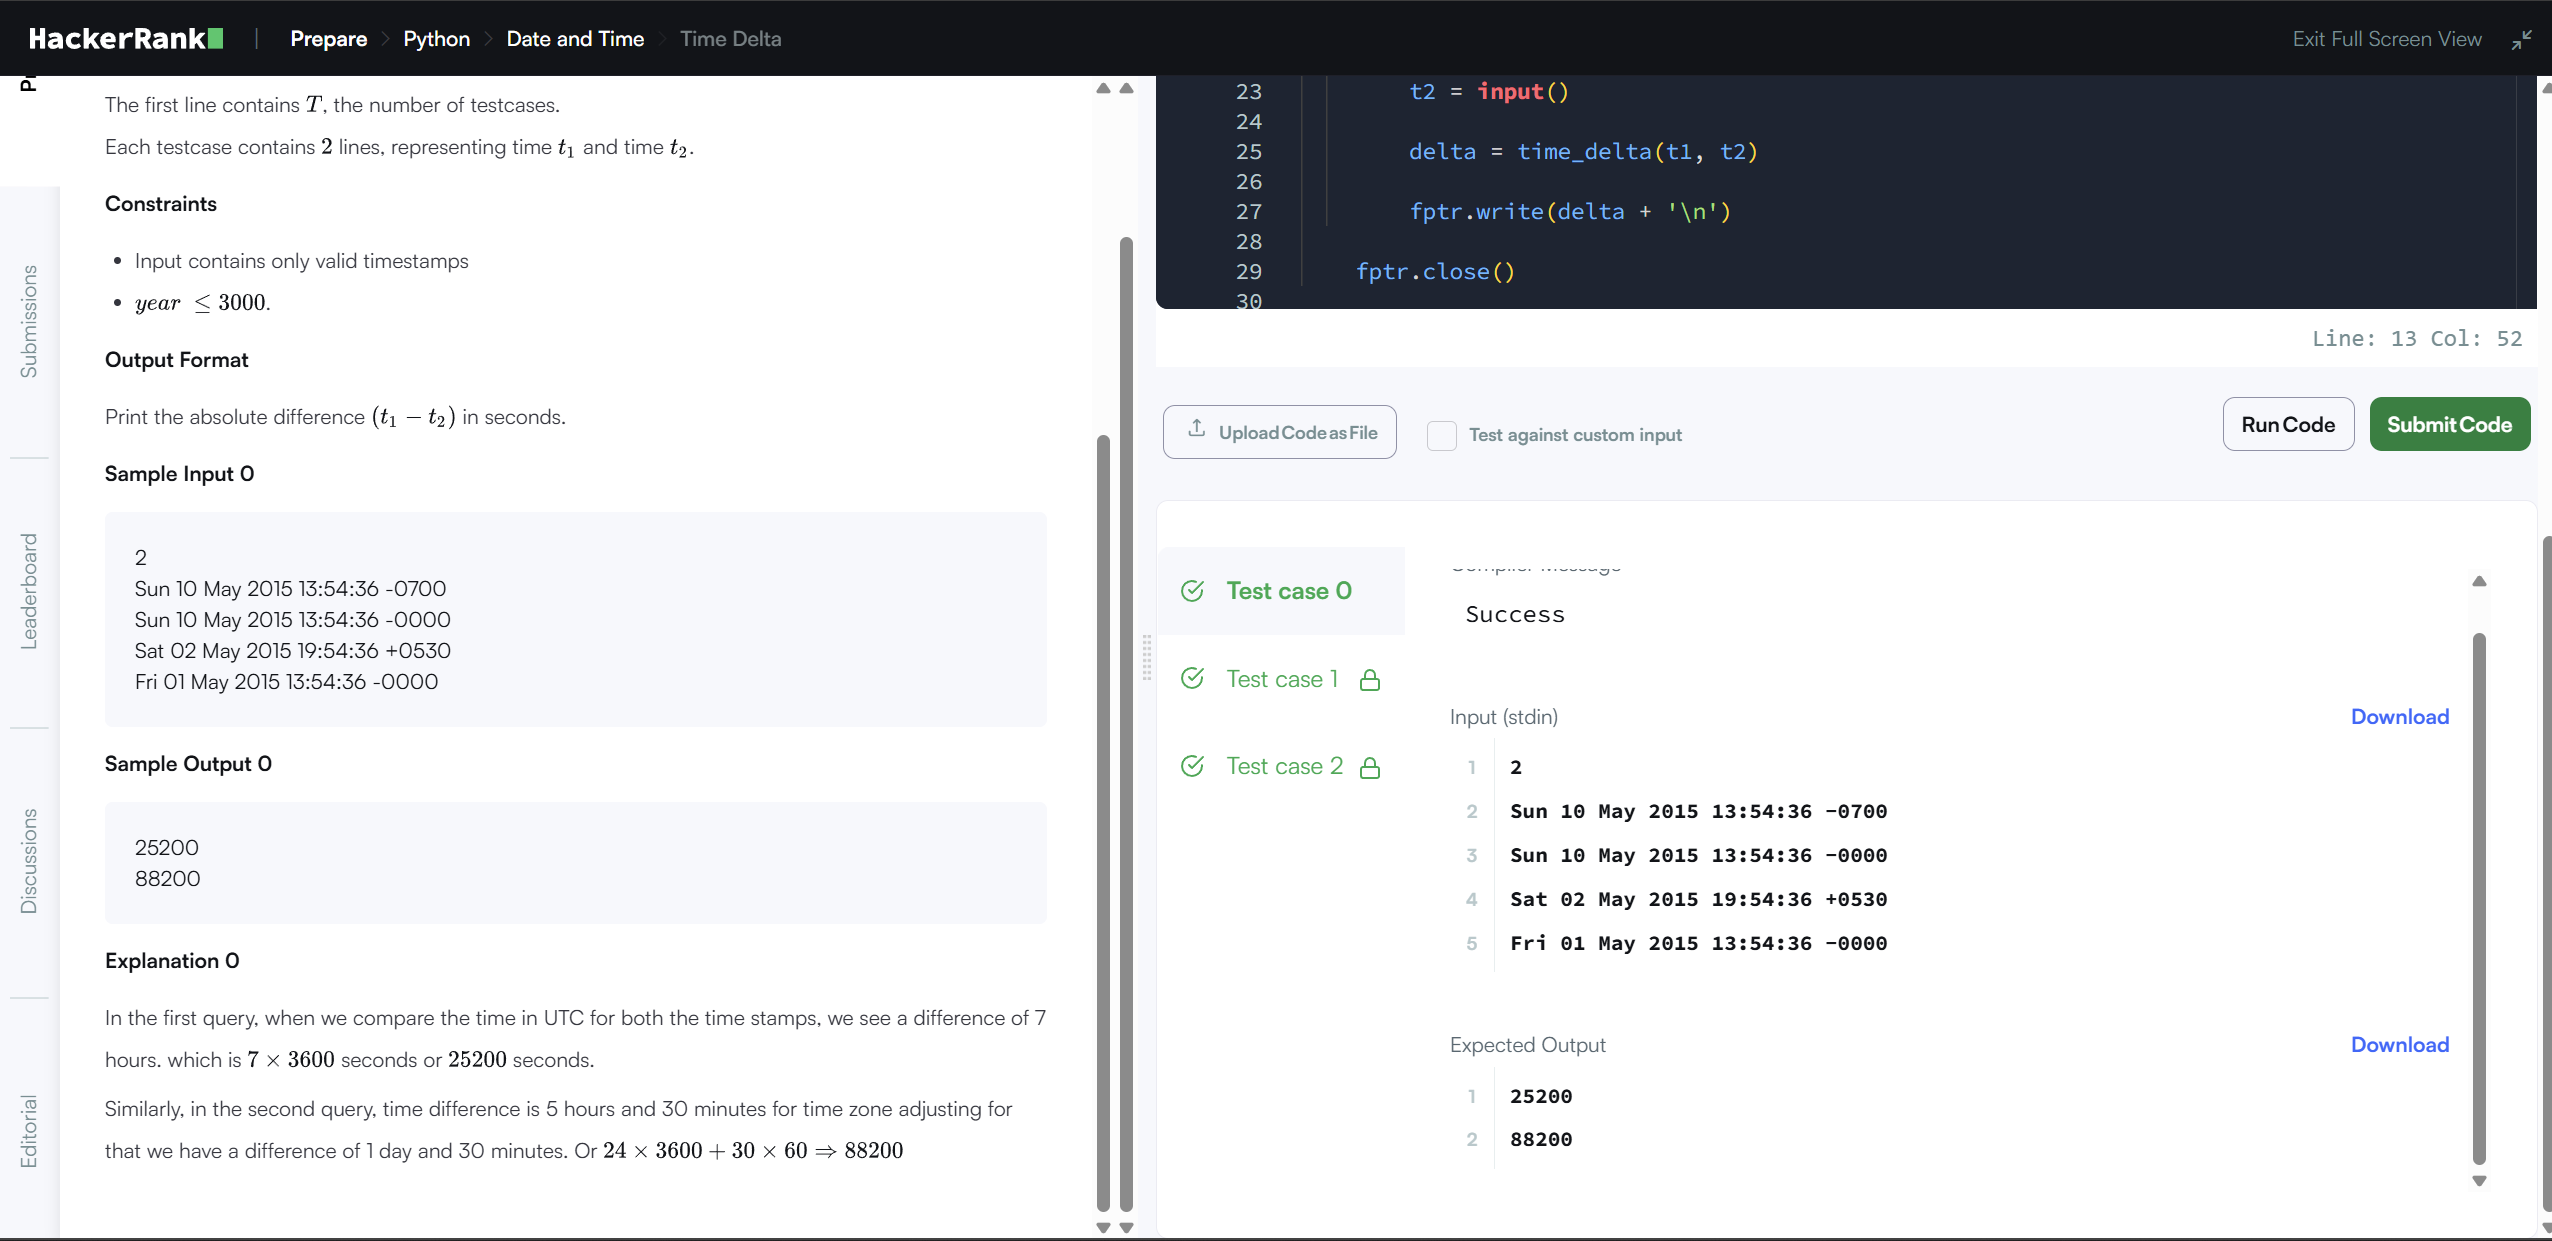 HackerRank
Prepare
Python
Date and Time
Time Delta
Exit Full Screen View
Submissions
Leaderboard
Discussions
Editorial
The first line contains T, the number of testcases.
Each testcase contains 2 lines, representing time t1 and time t2.
Constraints
• Input contains only valid timestamps
• year ≤ 3000.
Output Format
Print the absolute difference (t1 − t2) in seconds.
Sample Input 0
2
Sun 10 May 2015 13:54:36 -0700
Sun 10 May 2015 13:54:36 -0000
Sat 02 May 2015 19:54:36 +0530
Fri 01 May 2015 13:54:36 -0000
Sample Output 0
25200
88200
Explanation 0
In the first query, when we compare the time in UTC for both the time stamps, we see a difference of 7
hours. which is 7 × 3600 seconds or 25200 seconds.
Similarly, in the second query, time difference is 5 hours and 30 minutes for time zone adjusting for
that we have a difference of 1 day and 30 minutes. Or 24 × 3600 + 30 × 60 ⇒ 88200
23 t2 = input()
24
25 delta = time_delta(t1, t2)
26
27 fptr.write(delta + '\n')
28
29 fptr.close()
30
Line: 13 Col: 52
Upload Code as File
Test against custom input
Run Code
Submit Code
Test case 0
Test case 1
Test case 2
Compiler Message
Success
Input (stdin)
Download
1 2
2 Sun 10 May 2015 13:54:36 -0700
3 Sun 10 May 2015 13:54:36 -0000
4 Sat 02 May 2015 19:54:36 +0530
5 Fri 01 May 2015 13:54:36 -0000
Expected Output
Download
1 25200
2 88200